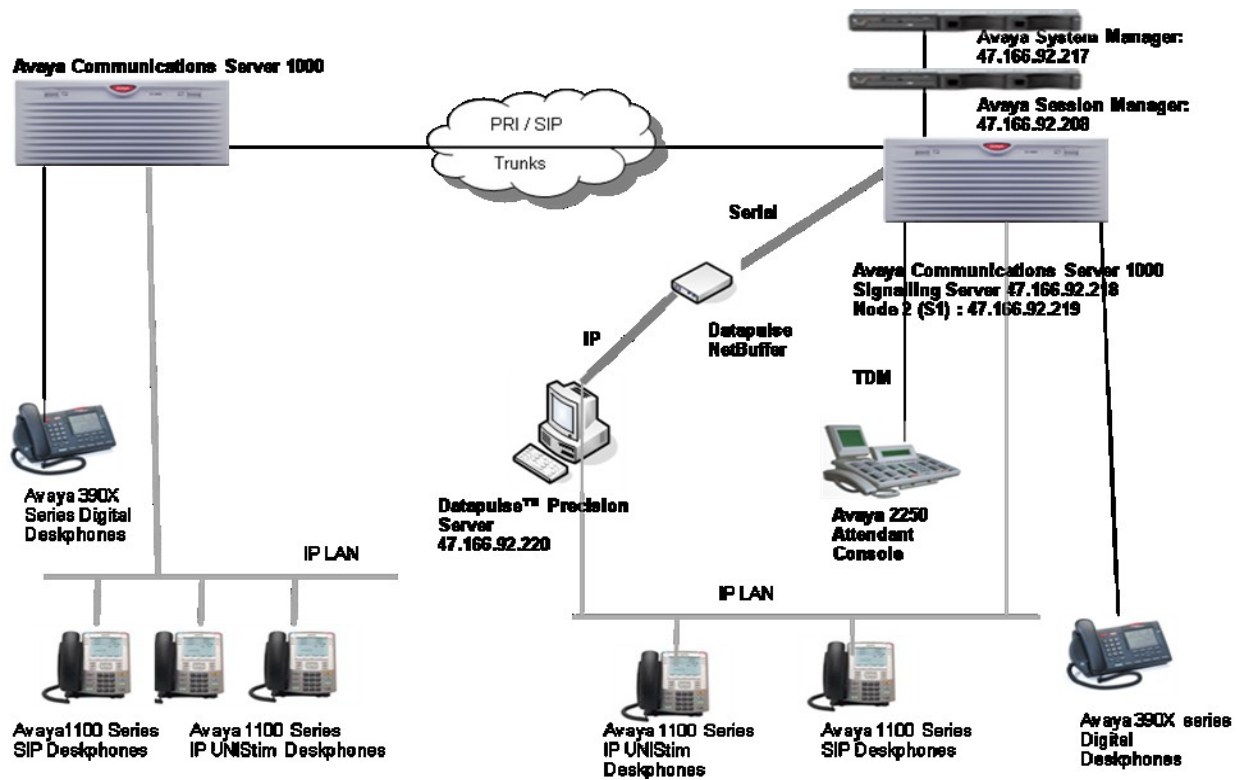 Avaya System Manager:
47.166.92.217
Avaya Communications Server 1000
Avaya Session Manager:
47.166.92.208
PRI / SIP
Trunks
Serial
Avaya Communications Server 1000
Signalling Server 47.166.92.218
Node 2 (S1) : 47.166.92.219
IP
Datapulse
NetBuffer
TDM
Avaya 390X
Series Digital
Deskphones
Datapulse™ Precision
Server
47.166.92.220
Avaya 2250
Attendant
Console
IP LAN
IP LAN
Avaya1100 Series
SIP Deskphones
Avaya 1100 Series
IP UNIStim Deskphones
Avaya 1100 Series
IP UNIStim
Deskphones
Avaya 1100 Series
SIP Deskphones
Avaya 390X series
Digital
Deskphones